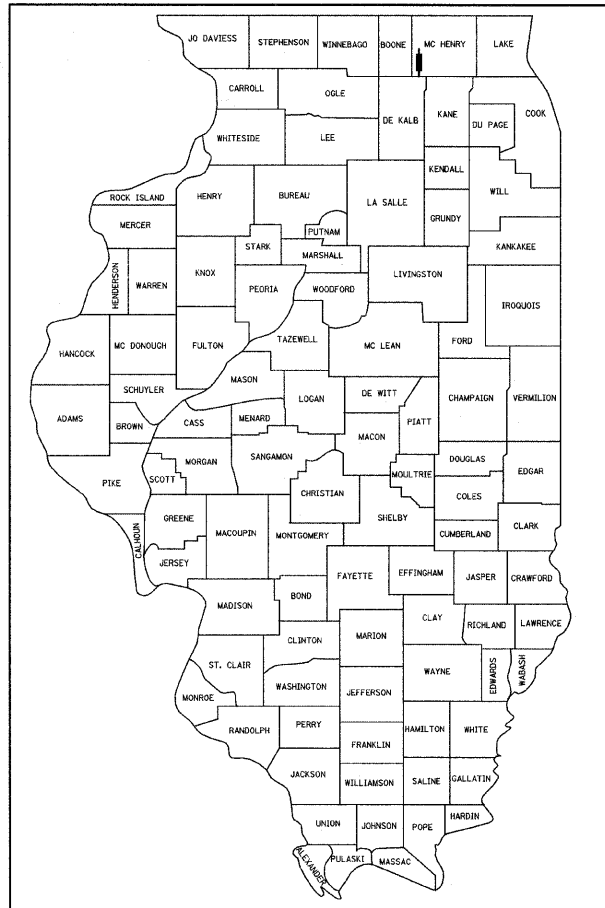 JO DAVIESS
STEPHENSON
WINNEBAGO
BOONE
MC HENRY
LAKE
CARROLL
OGLE
DE KALB
KANE
COOK
DU PAGE
WHITESIDE
LEE
KENDALL
WILL
ROCK ISLAND
HENRY
BUREAU
LA SALLE
GRUNDY
MERCER
PUTNAM
STARK
MARSHALL
KANKAKEE
HENDERSON
WARREN
KNOX
PEORIA
WOODFORD
LIVINGSTON
IROQUOIS
HANCOCK
MC DONOUGH
FULTON
TAZEWELL
MC LEAN
FORD
MASON
SCHUYLER
LOGAN
DE WITT
CHAMPAIGN
VERMILION
ADAMS
BROWN
CASS
MENARD
PIATT
MACON
PIKE
SCOTT
MORGAN
SANGAMON
DOUGLAS
EDGAR
MOULTRIE
CHRISTIAN
COLES
GREENE
MACOUPIN
MONTGOMERY
SHELBY
CUMBERLAND
CLARK
CALHOUN
JERSEY
FAYETTE
EFFINGHAM
JASPER
CRAWFORD
MADISON
BOND
CLAY
RICHLAND
LAWRENCE
CLINTON
MARION
ST. CLAIR
WAYNE
EDWARDS
WABASH
MONROE
WASHINGTON
JEFFERSON
RANDOLPH
PERRY
HAMILTON
WHITE
FRANKLIN
JACKSON
WILLIAMSON
SALINE
GALLATIN
UNION
JOHNSON
POPE
HARDIN
ALEXANDER
PULASKI
MASSAC